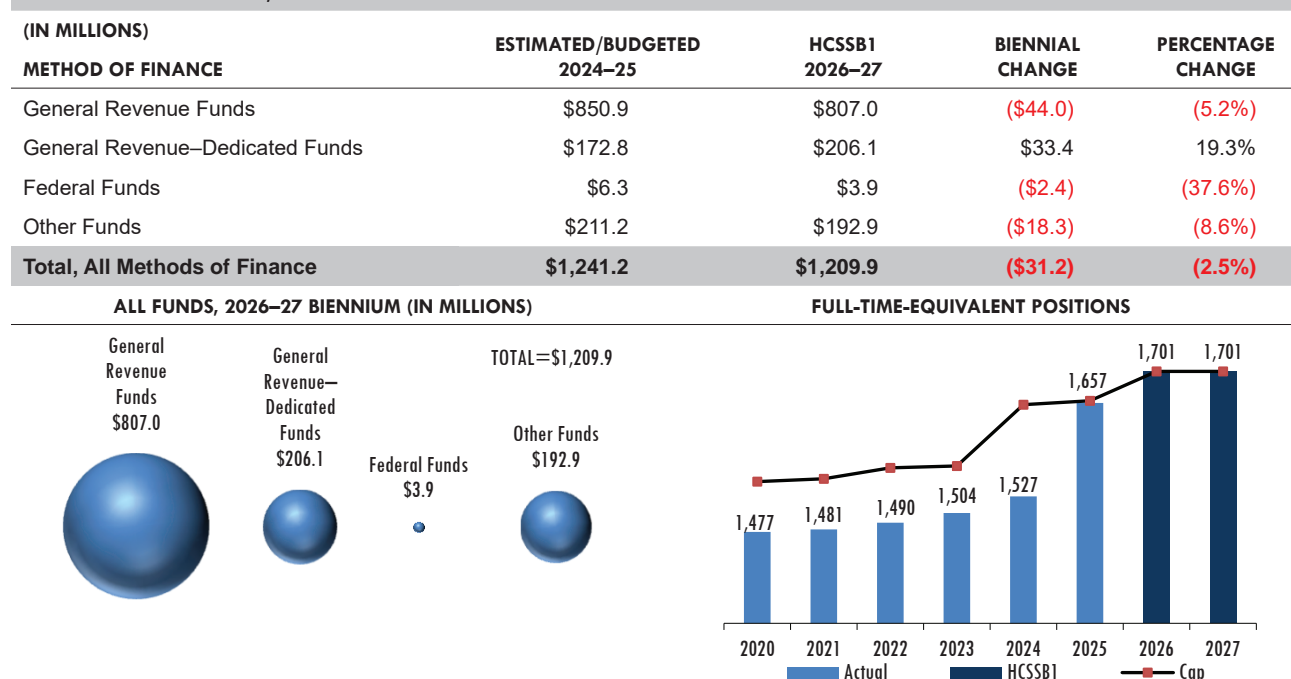 (IN MILLIONS)
METHOD OF FINANCE
ESTIMATED/BUDGETED
2024–25
HCSSB1
2026–27
BIENNIAL
CHANGE
PERCENTAGE
CHANGE
General Revenue Funds $850.9 $807.0 ($44.0) (5.2%)
General Revenue–Dedicated Funds $172.8 $206.1 $33.4 19.3%
Federal Funds $6.3 $3.9 ($2.4) (37.6%)
Other Funds $211.2 $192.9 ($18.3) (8.6%)
Total, All Methods of Finance $1,241.2 $1,209.9 ($31.2) (2.5%)
ALL FUNDS, 2026–27 BIENNIUM (IN MILLIONS)
General
Revenue
Funds
$807.0
General
Revenue—
Dedicated
Funds
$206.1
Federal Funds
$3.9
TOTAL=$1,209.9
Other Funds
$192.9
FULL-TIME-EQUIVALENT POSITIONS
1,477 1,481 1,490 1,504 1,527 1,657 1,701 1,701
2020 2021 2022 2023 2024 2025 2026 2027
Actual HCSSB1 Cap